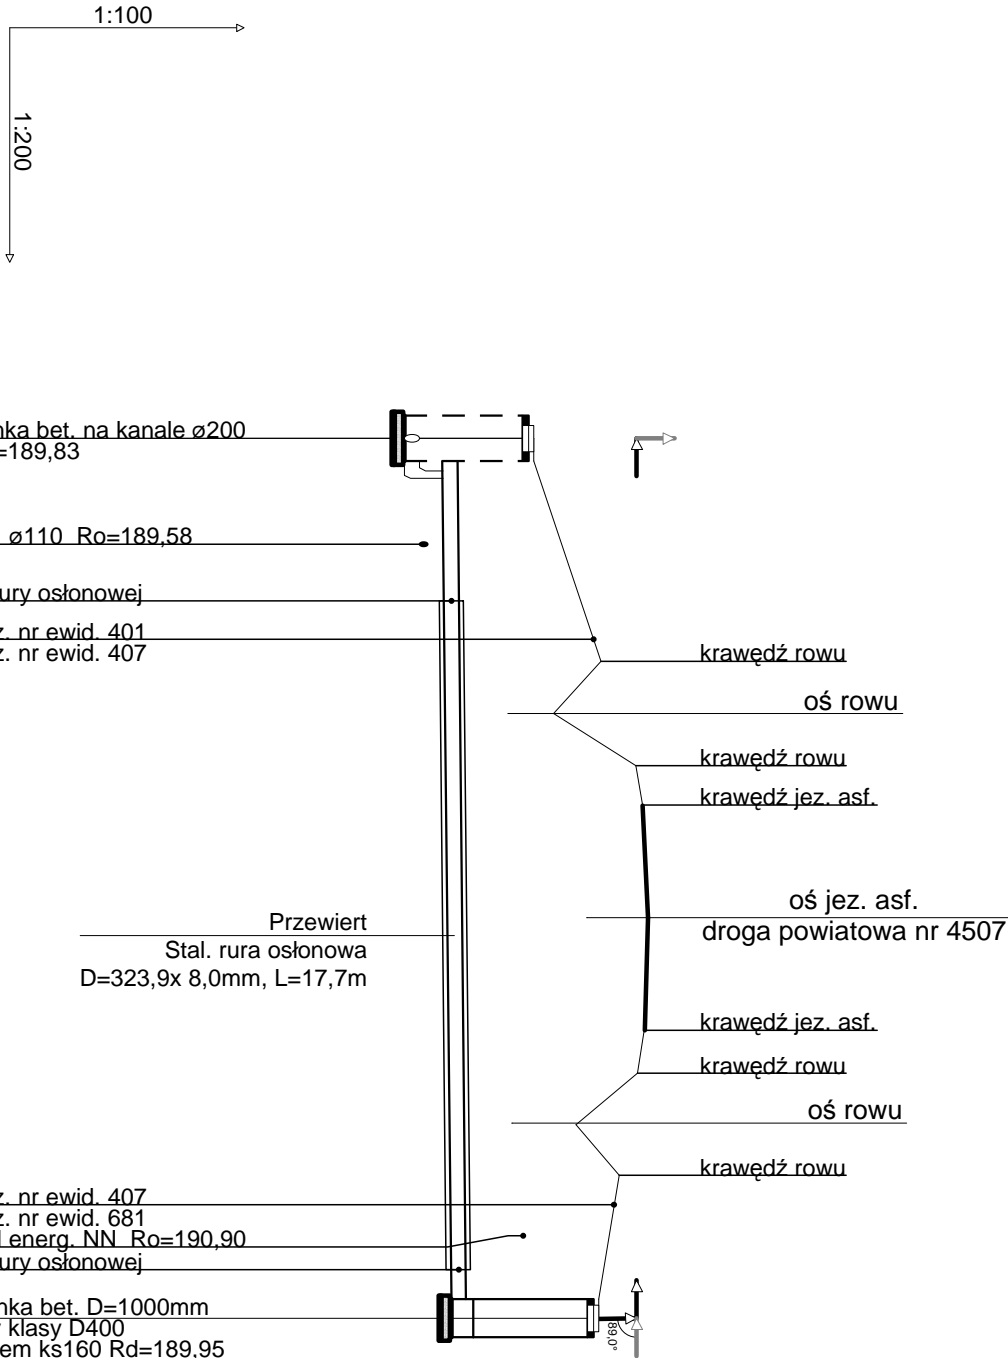 1:100
1:200
nka bet. na kanale ø200
=189,83
ø110 Ro=189,58
ury osłonowej
z. nr ewid. 401
z. nr ewid. 407
krawędź rowu
oś rowu
krawędź rowu
krawędź jez. asf.
oś jez. asf.
droga powiatowa nr 4507
Przewiert
Stal. rura osłonowa
D=323,9x 8,0mm, L=17,7m
krawędź jez. asf.
krawędź rowu
oś rowu
krawędź rowu
z. nr ewid. 407
z. nr ewid. 681
l energ. NN Ro=190,90
ury osłonowej
nka bet. D=1000mm
klasy D400
em ks160 Rd=189,95
89,0°